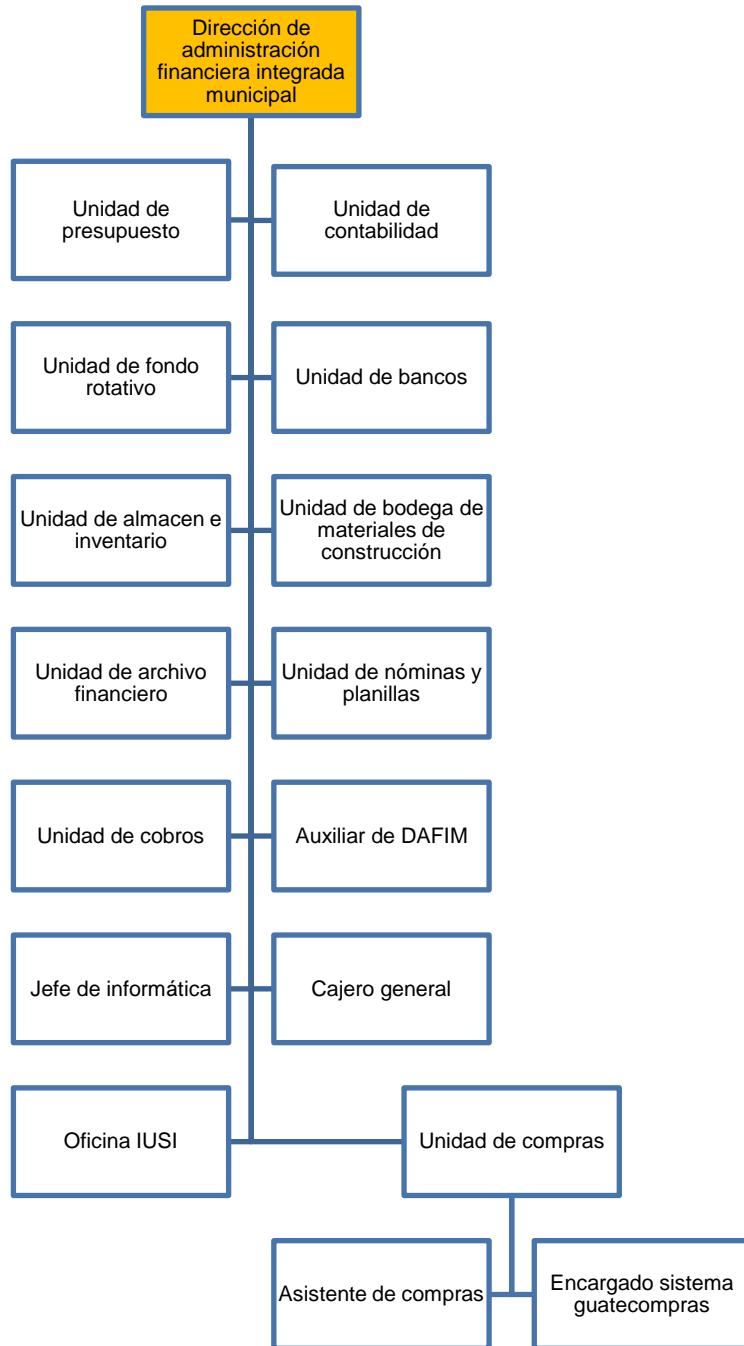 Dirección de
administración
financiera integrada
municipal
Unidad de
presupuesto
Unidad de
contabilidad
Unidad de fondo
rotativo
Unidad de bancos
Unidad de almacen e
inventario
Unidad de bodega de
materiales de
construcción
Unidad de archivo
financiero
Unidad de nóminas y
planillas
Unidad de cobros
Auxiliar de DAFIM
Jefe de informática
Cajero general
Oficina IUSI
Unidad de compras
Asistente de compras
Encargado sistema
guatecompras